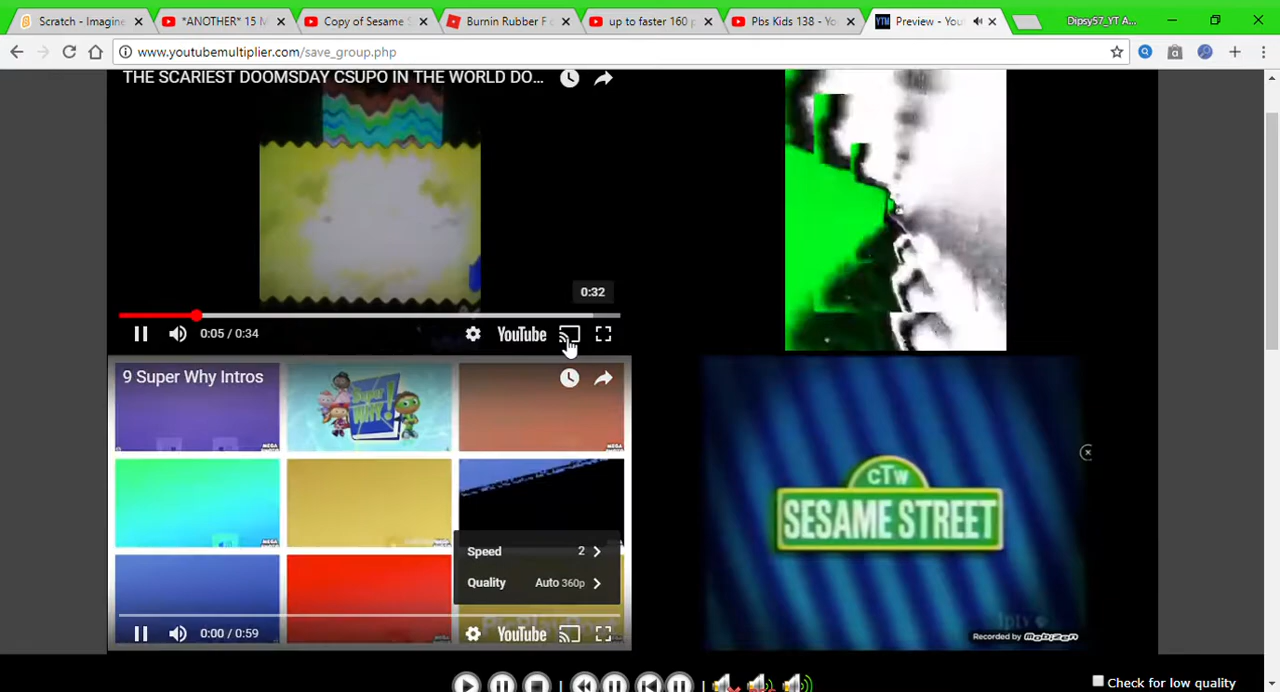 Scratch - Imagine
*ANOTHER* 15 M
Copy of Sesame S
Burnin Rubber F
up to faster 160 p
Pbs Kids 138 - Yo
YTM
Preview - You
Dipsy57_YT A...
www.youtubemultiplier.com/save_group.php
THE SCARIEST DOOMSDAY CSUPO IN THE WORLD DO...
0:32
0:05 / 0:34
YouTube
9 Super Why Intros
Super WHY!
Speed 2
Quality Auto 360p
0:00 / 0:59
YouTube
CTW
SESAME STREET
Recorded by Mobizen
Check for low quality